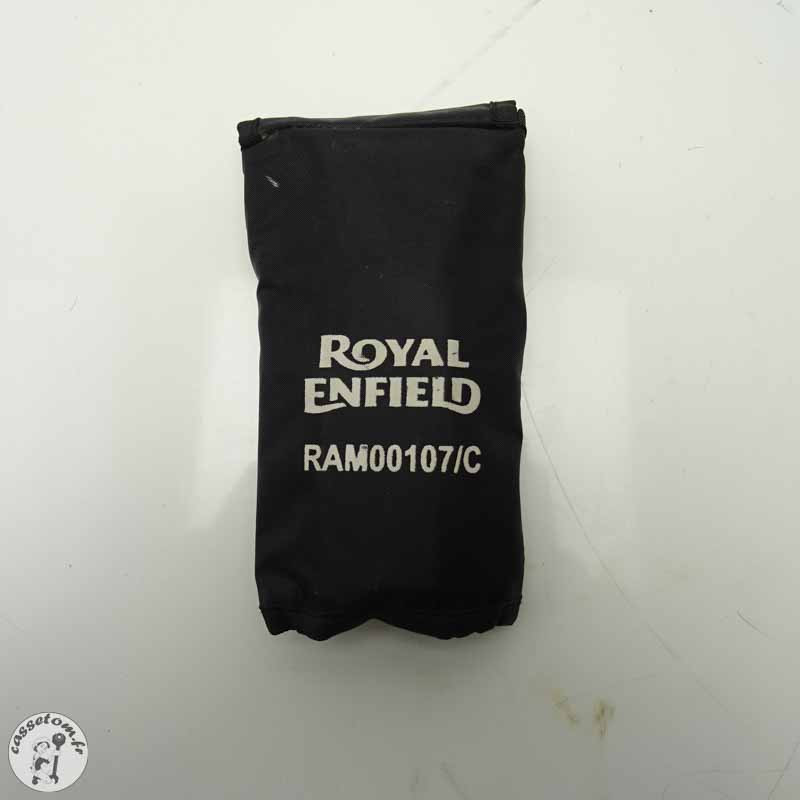 ROYAL
ENFIELD
RAM00107/C
cassetom.fr